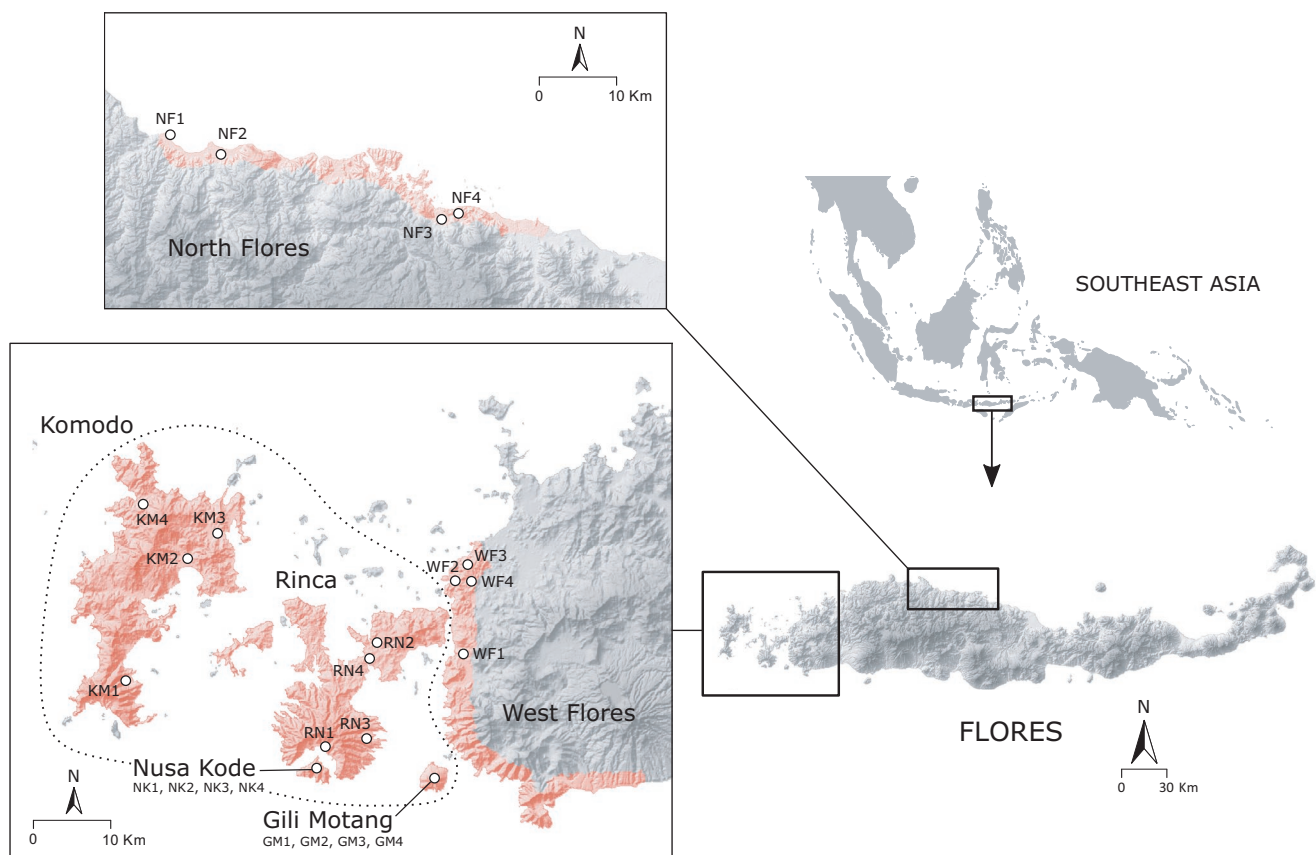 N
0 10 Km
NF1
NF2
NF4
NF3
North Flores
SOUTHEAST ASIA
Komodo
KM4
KM3
KM2
Rinca
WF3
WF2
WF4
RN2
WF1
RN4
KM1
West Flores
RN1
RN3
Nusa Kode
NK1, NK2, NK3, NK4
Gili Motang
GM1, GM2, GM3, GM4
N
0 10 Km
FLORES
N
0 30 Km